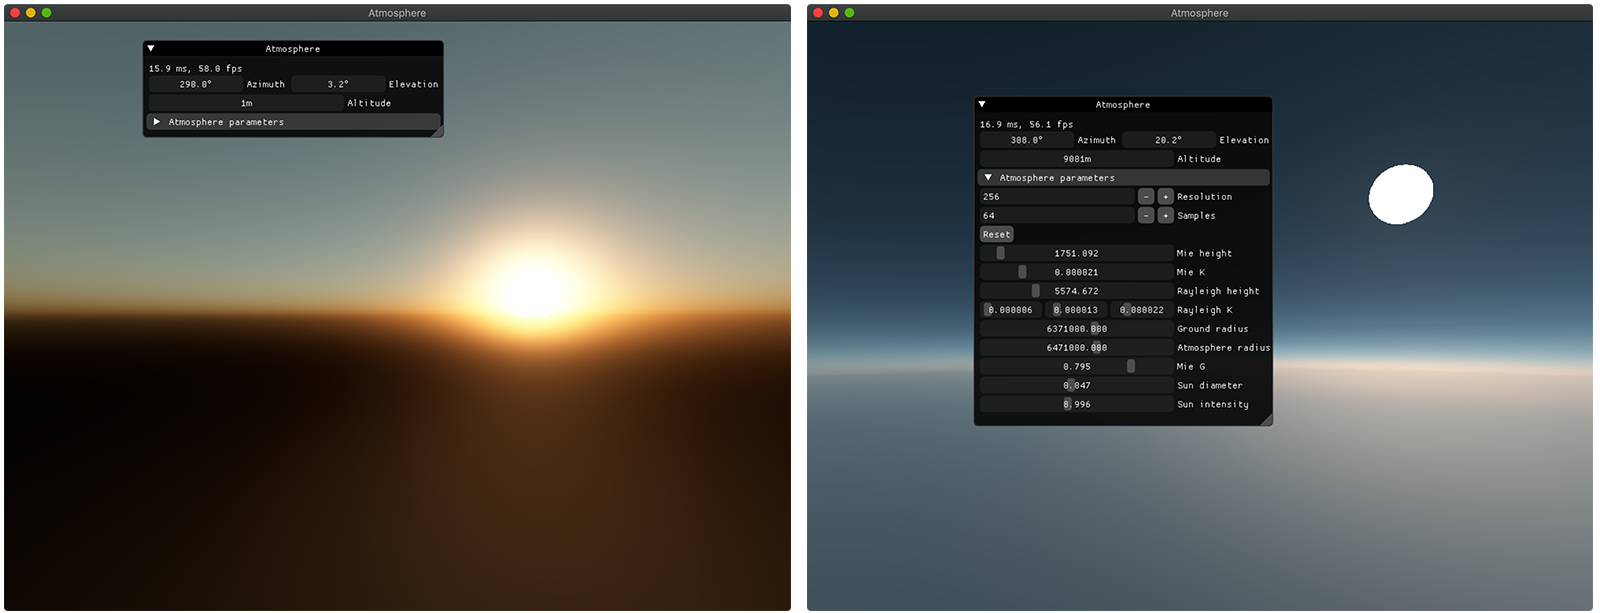 Atmosphere
Atmosphere
15.9 ms, 58.0 fps
290.0° Azimuth 3.2° Elevation
1m Altitude
Atmosphere parameters
Atmosphere
Atmosphere
16.9 ms, 56.1 fps
308.0° Azimuth 20.2° Elevation
9001m Altitude
Atmosphere parameters
256 - + Resolution
64 - + Samples
Reset
1751.092 Mie height
0.000021 Mie K
5574.672 Rayleigh height
0.000006 0.000013 0.000022 Rayleigh K
6371000.000 Ground radius
6471000.000 Atmosphere radius
0.795 Mie G
0.047 Sun diameter
8.996 Sun intensity